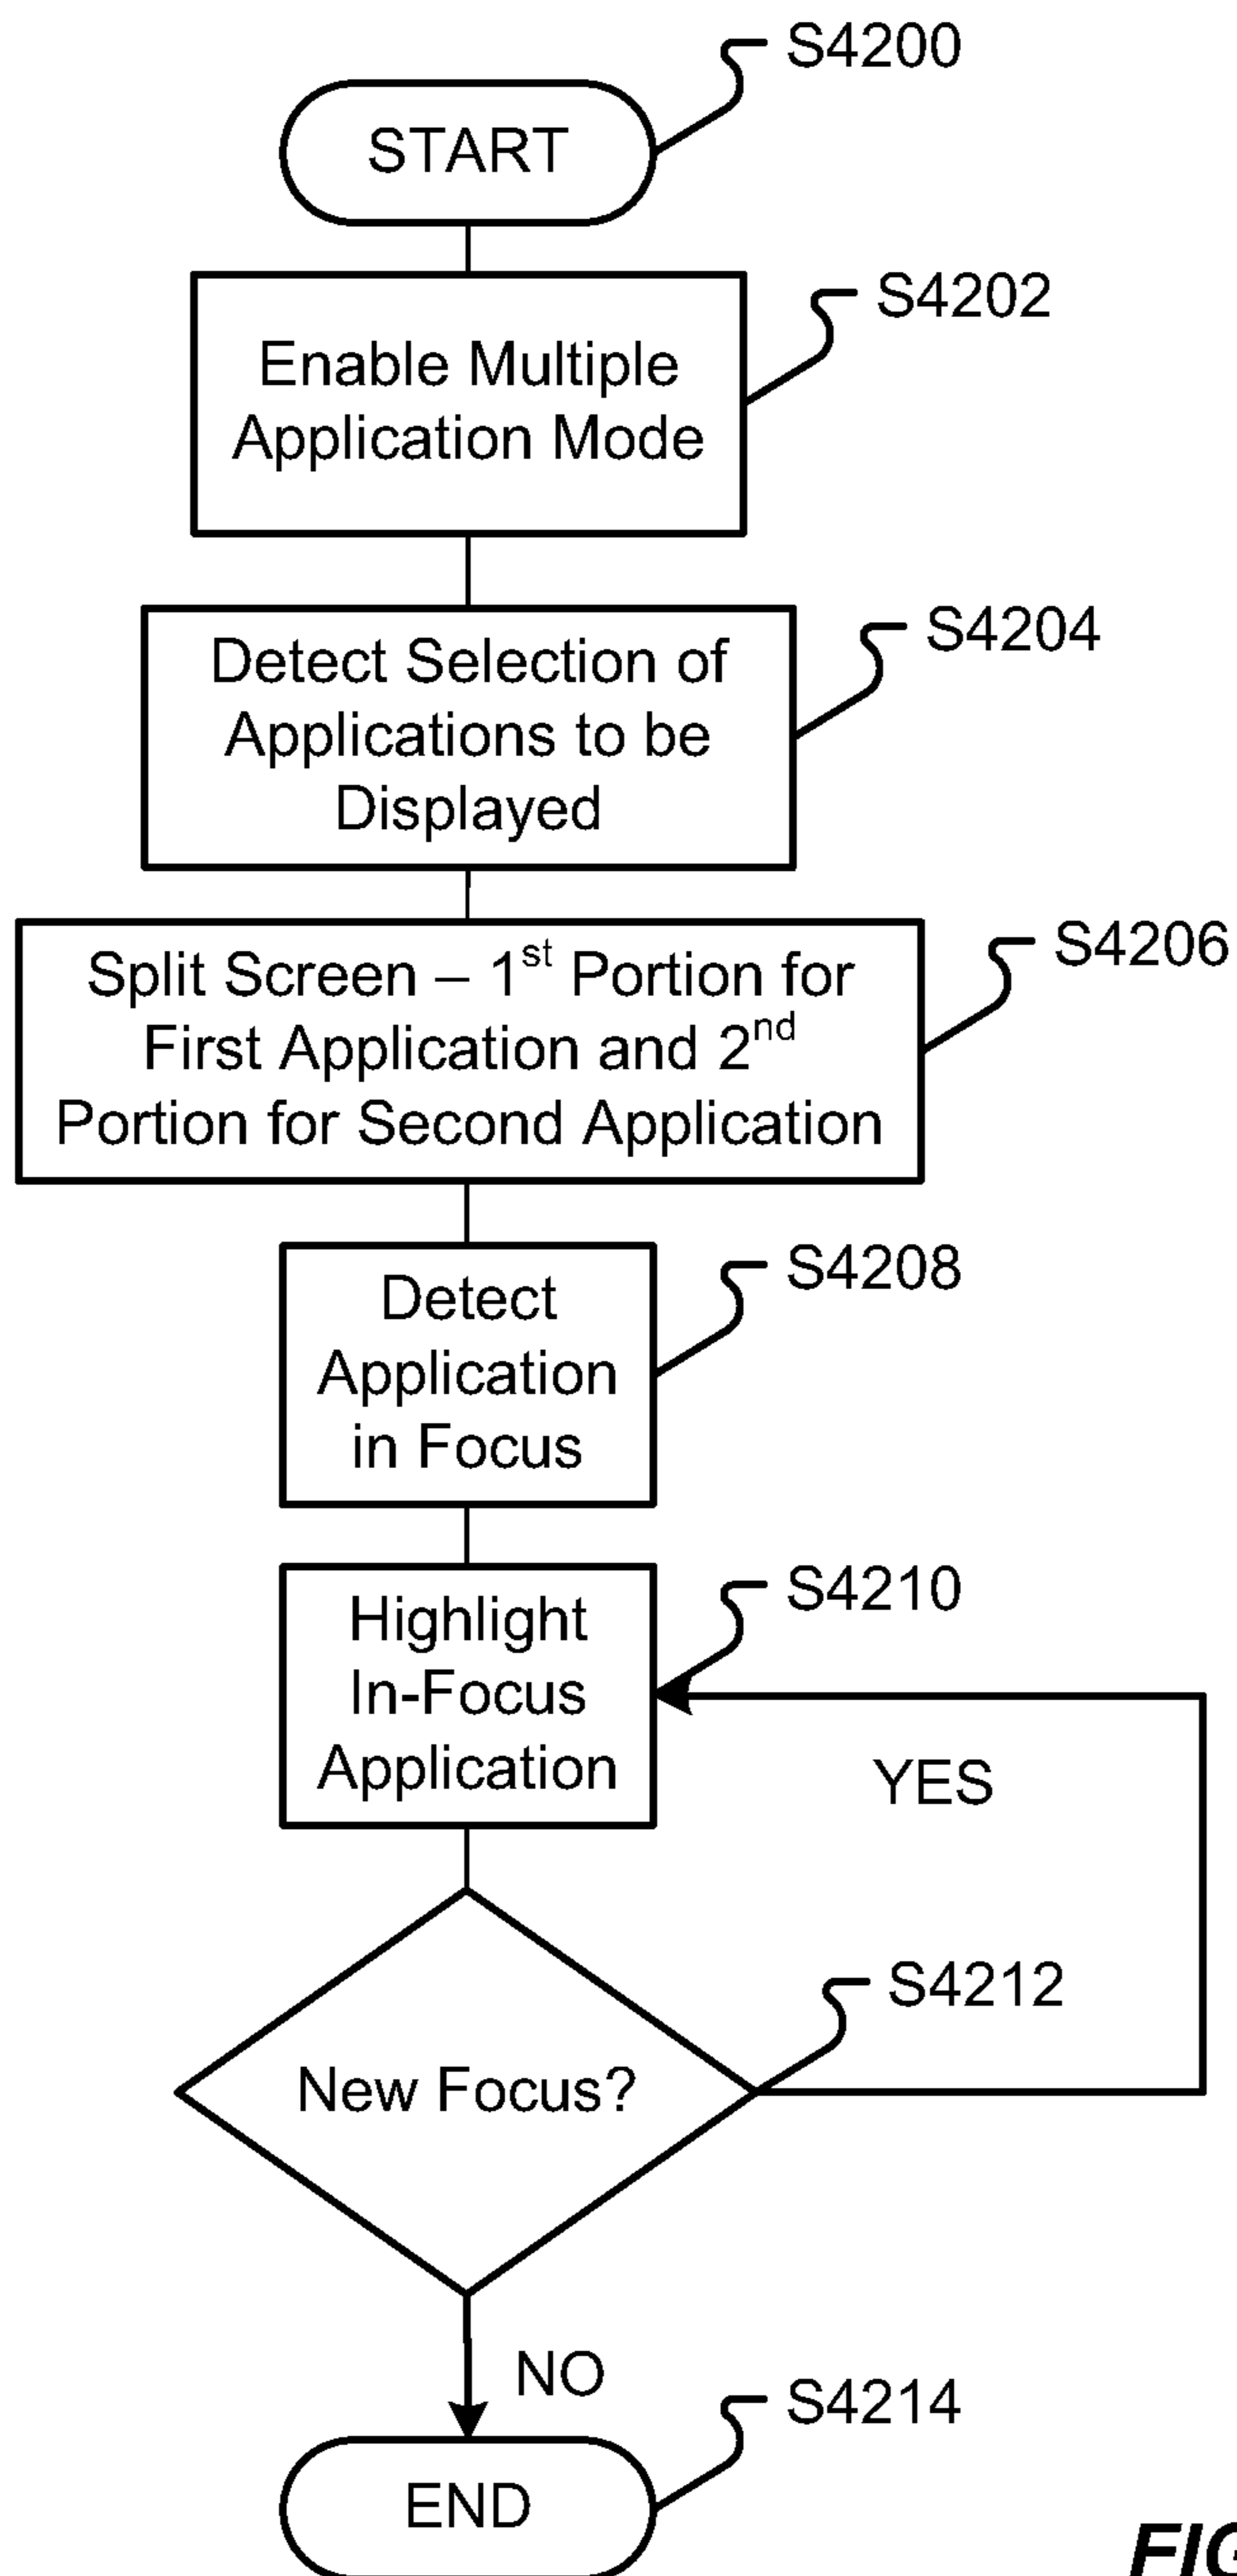 S4200
START
S4202
Enable Multiple
Application Mode
S4204
Detect Selection of
Applications to be
Displayed
S4206
Split Screen – 1st Portion for
First Application and 2nd
Portion for Second Application
S4208
Detect
Application
in Focus
S4210
Highlight
In-Focus
Application
YES
S4212
New Focus?
NO
S4214
END